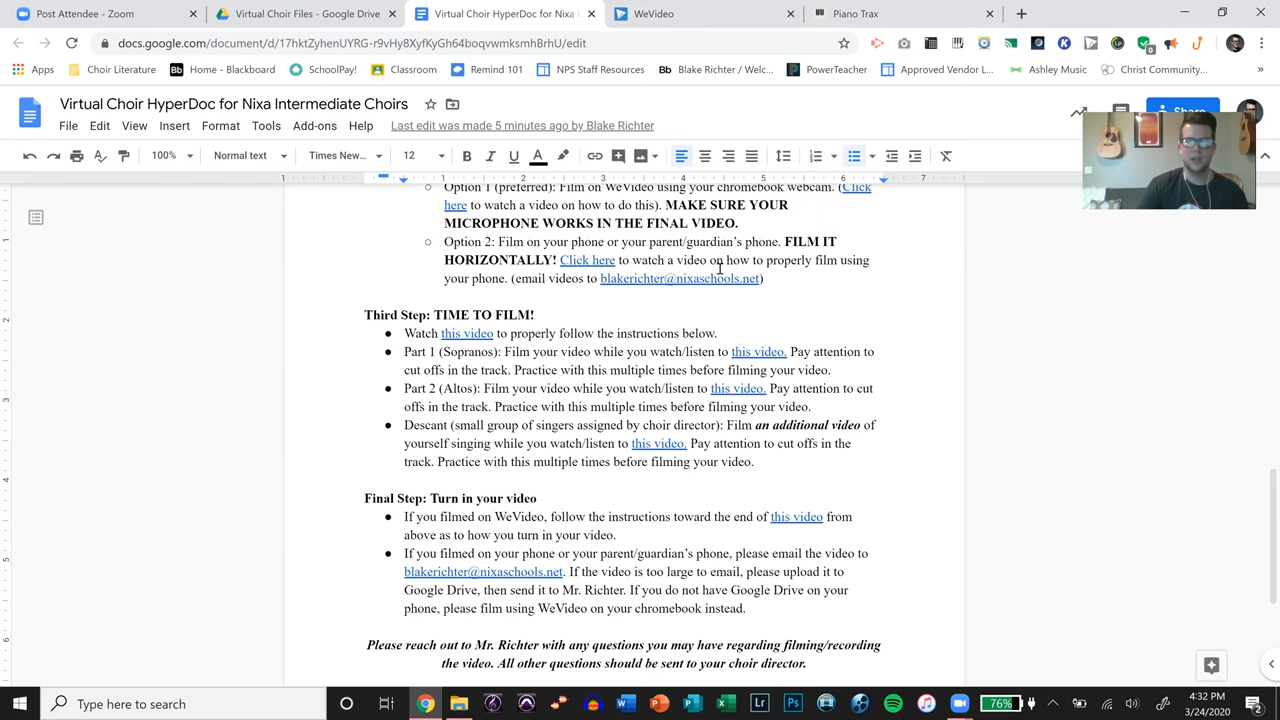 Post Attendee - Zoom
Virtual Choir Files - Google Drive
Virtual Choir HyperDoc for Nixa
WeVideo
Piano Trax
docs.google.com/document/d/17hktZyhenUYRG-r9vHy8XyfKyGh64boqvwmksmhBrhU/edit
Apps
Choir Literature
Home - Blackboard
SchoolPay!
Classroom
Remind 101
NPS Staff Resources
Blake Richter / Welc...
PowerTeacher
Approved Vendor L...
Ashley Music
Christ Community...
Virtual Choir HyperDoc for Nixa Intermediate Choirs
Share
File Edit View Insert Format Tools Add-ons Help Last edit was made 5 minutes ago by Blake Richter
100% Normal text Times New... 12
Option 1 (preferred): Film on WeVideo using your chromebook webcam. (Click
here to watch a video on how to do this). MAKE SURE YOUR
MICROPHONE WORKS IN THE FINAL VIDEO.
Option 2: Film on your phone or your parent/guardian's phone. FILM IT
HORIZONTALLY! Click here to watch a video on how to properly film using
your phone. (email videos to blakerichter@nixaschools.net)
Third Step: TIME TO FILM!
● Watch this video to properly follow the instructions below.
● Part 1 (Sopranos): Film your video while you watch/listen to this video. Pay attention to
cut offs in the track. Practice with this multiple times before filming your video.
● Part 2 (Altos): Film your video while you watch/listen to this video. Pay attention to cut
offs in the track. Practice with this multiple times before filming your video.
● Descant (small group of singers assigned by choir director): Film an additional video of
yourself singing while you watch/listen to this video. Pay attention to cut offs in the
track. Practice with this multiple times before filming your video.
Final Step: Turn in your video
● If you filmed on WeVideo, follow the instructions toward the end of this video from
above as to how you turn in your video.
● If you filmed on your phone or your parent/guardian's phone, please email the video to
blakerichter@nixaschools.net. If the video is too large to email, please upload it to
Google Drive, then send it to Mr. Richter. If you do not have Google Drive on your
phone, please film using WeVideo on your chromebook instead.
Please reach out to Mr. Richter with any questions you may have regarding filming/recording
the video. All other questions should be sent to your choir director.
Type here to search
76%
4:32 PM
3/24/2020